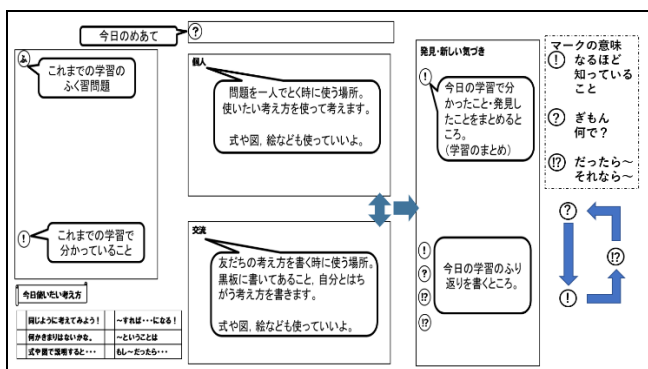 今日のめあて
?
ふ
これまでの学習の
ふく習問題
!
これまでの学習で
分かっていること
今日使いたい考え方
同じように考えてみよう!
~すれば・・・になる!
何かきまりはないかな。
~ということは
式や図で説明すると・・・
もし~だったら・・・
個人
問題を一人でとく時に使う場所。
使いたい考え方を使って考えます。
式や図,絵なども使っていいよ。
交流
友だちの考え方を書く時に使う場所。
黒板に書いてあること,自分とはち
がう考え方を書きます。
式や図,絵なども使っていいよ。
発見・新しい気づき
!
今日の学習で分
かったこと・発見し
たことをまとめると
ころ。
(学習のまとめ)
!
?
!?
!?
今日の学習のふり
返りを書くところ。
マークの意味
! なるほど
知っている
こと
? ぎもん
何で?
!? だったら~
それなら~
?
!?
!